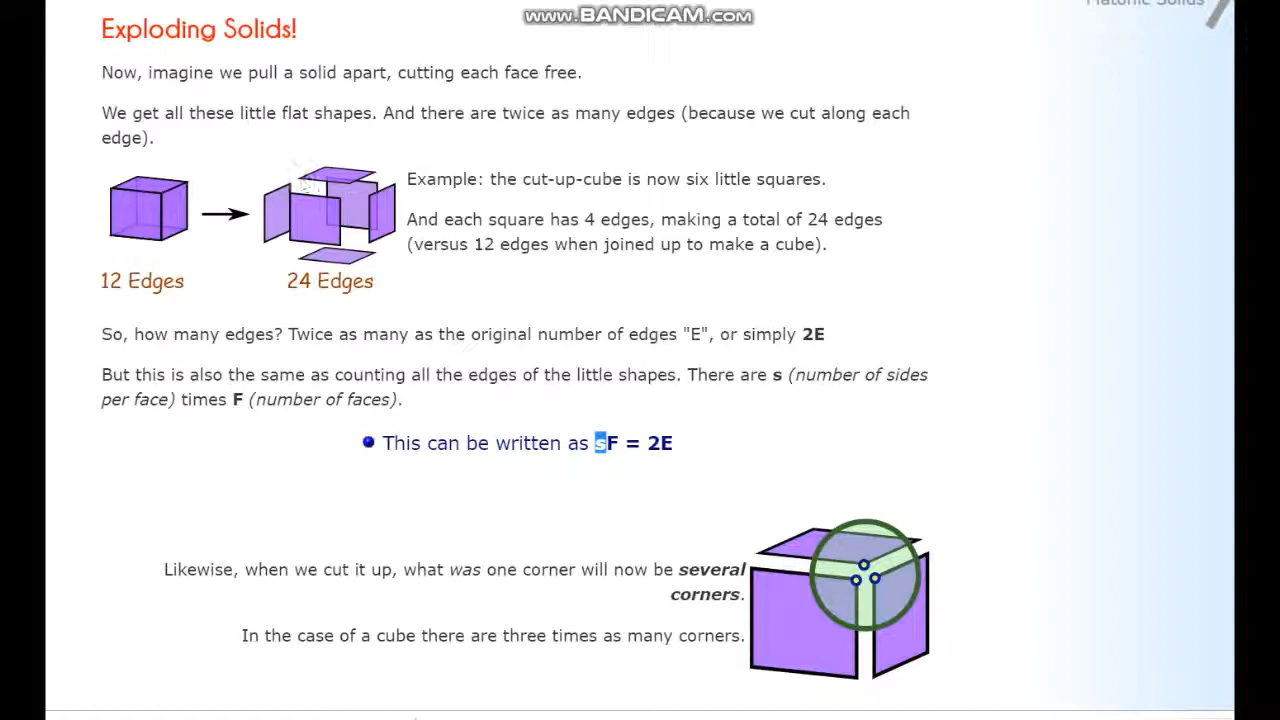 www.BANDICAM.com
Platonic Solids
Exploding Solids!
Now, imagine we pull a solid apart, cutting each face free.
We get all these little flat shapes. And there are twice as many edges (because we cut along each
edge).
Example: the cut-up-cube is now six little squares.
And each square has 4 edges, making a total of 24 edges
(versus 12 edges when joined up to make a cube).
12 Edges
24 Edges
So, how many edges? Twice as many as the original number of edges "E", or simply 2E
But this is also the same as counting all the edges of the little shapes. There are s (number of sides
per face) times F (number of faces).
This can be written as sF = 2E
Likewise, when we cut it up, what was one corner will now be several
corners.
In the case of a cube there are three times as many corners.